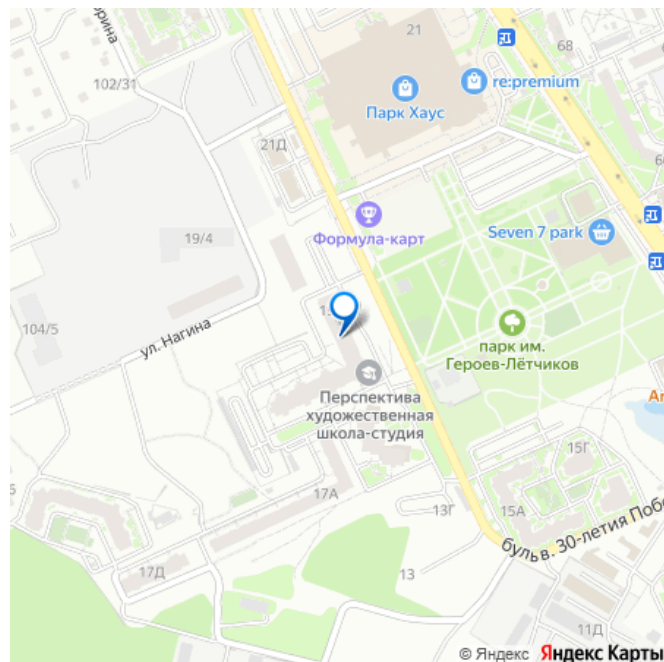 21
68
102/31
re:premium
Парк Хаус
21Д
Формула-карт
19/4
Seven 7 park
104/5
ул. Нагина
парк им.
Героев-Лётчиков
Перспектива
художественная
школа-студия
15Г
17А
15А
13Г
бульв. 30-летия Побе
17Д
13
11Д
© Яндекс Яндекс Карты